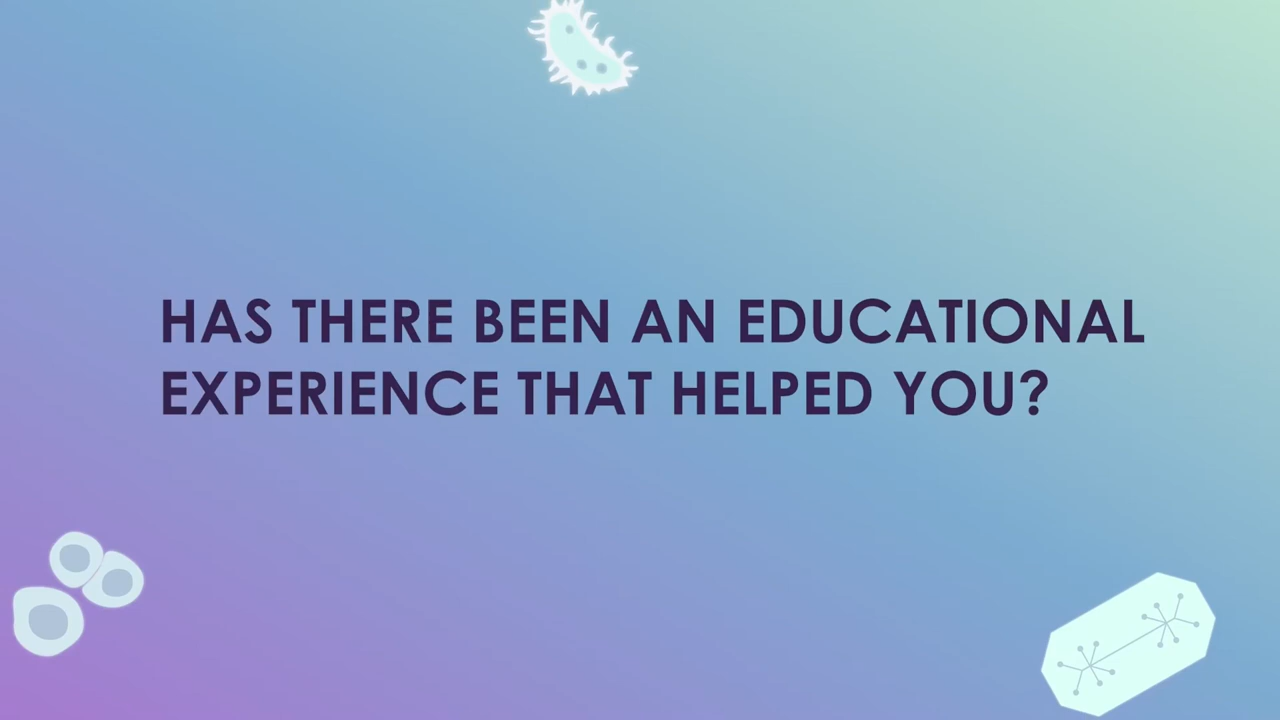 HAS THERE BEEN AN EDUCATIONAL
EXPERIENCE THAT HELPED YOU?